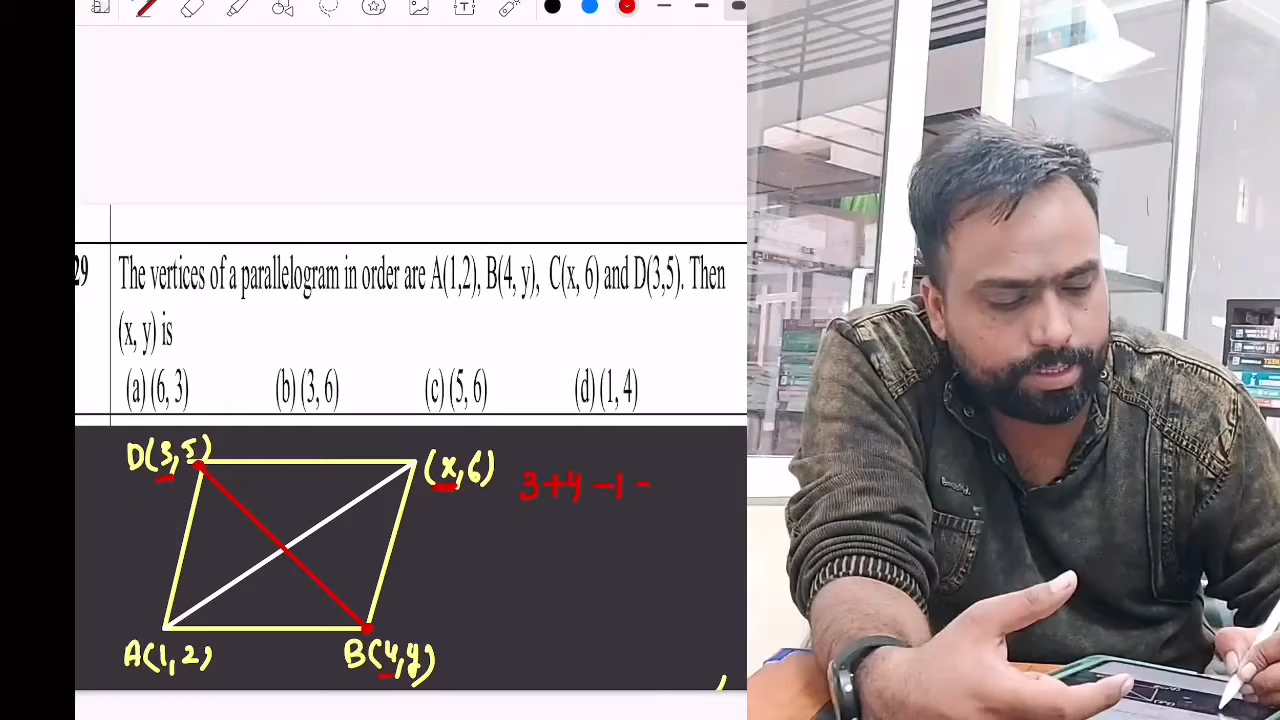 29 The vertices of a parallelogram in order are A(1,2), B(4, y), C(x, 6) and D(3,5). Then
(x, y) is
(a) (6, 3) (b) (3, 6) (c) (5, 6) (d) (1, 4)
D(3,5) (x,6) 3+4-1-
A(1,2) B(4,y)